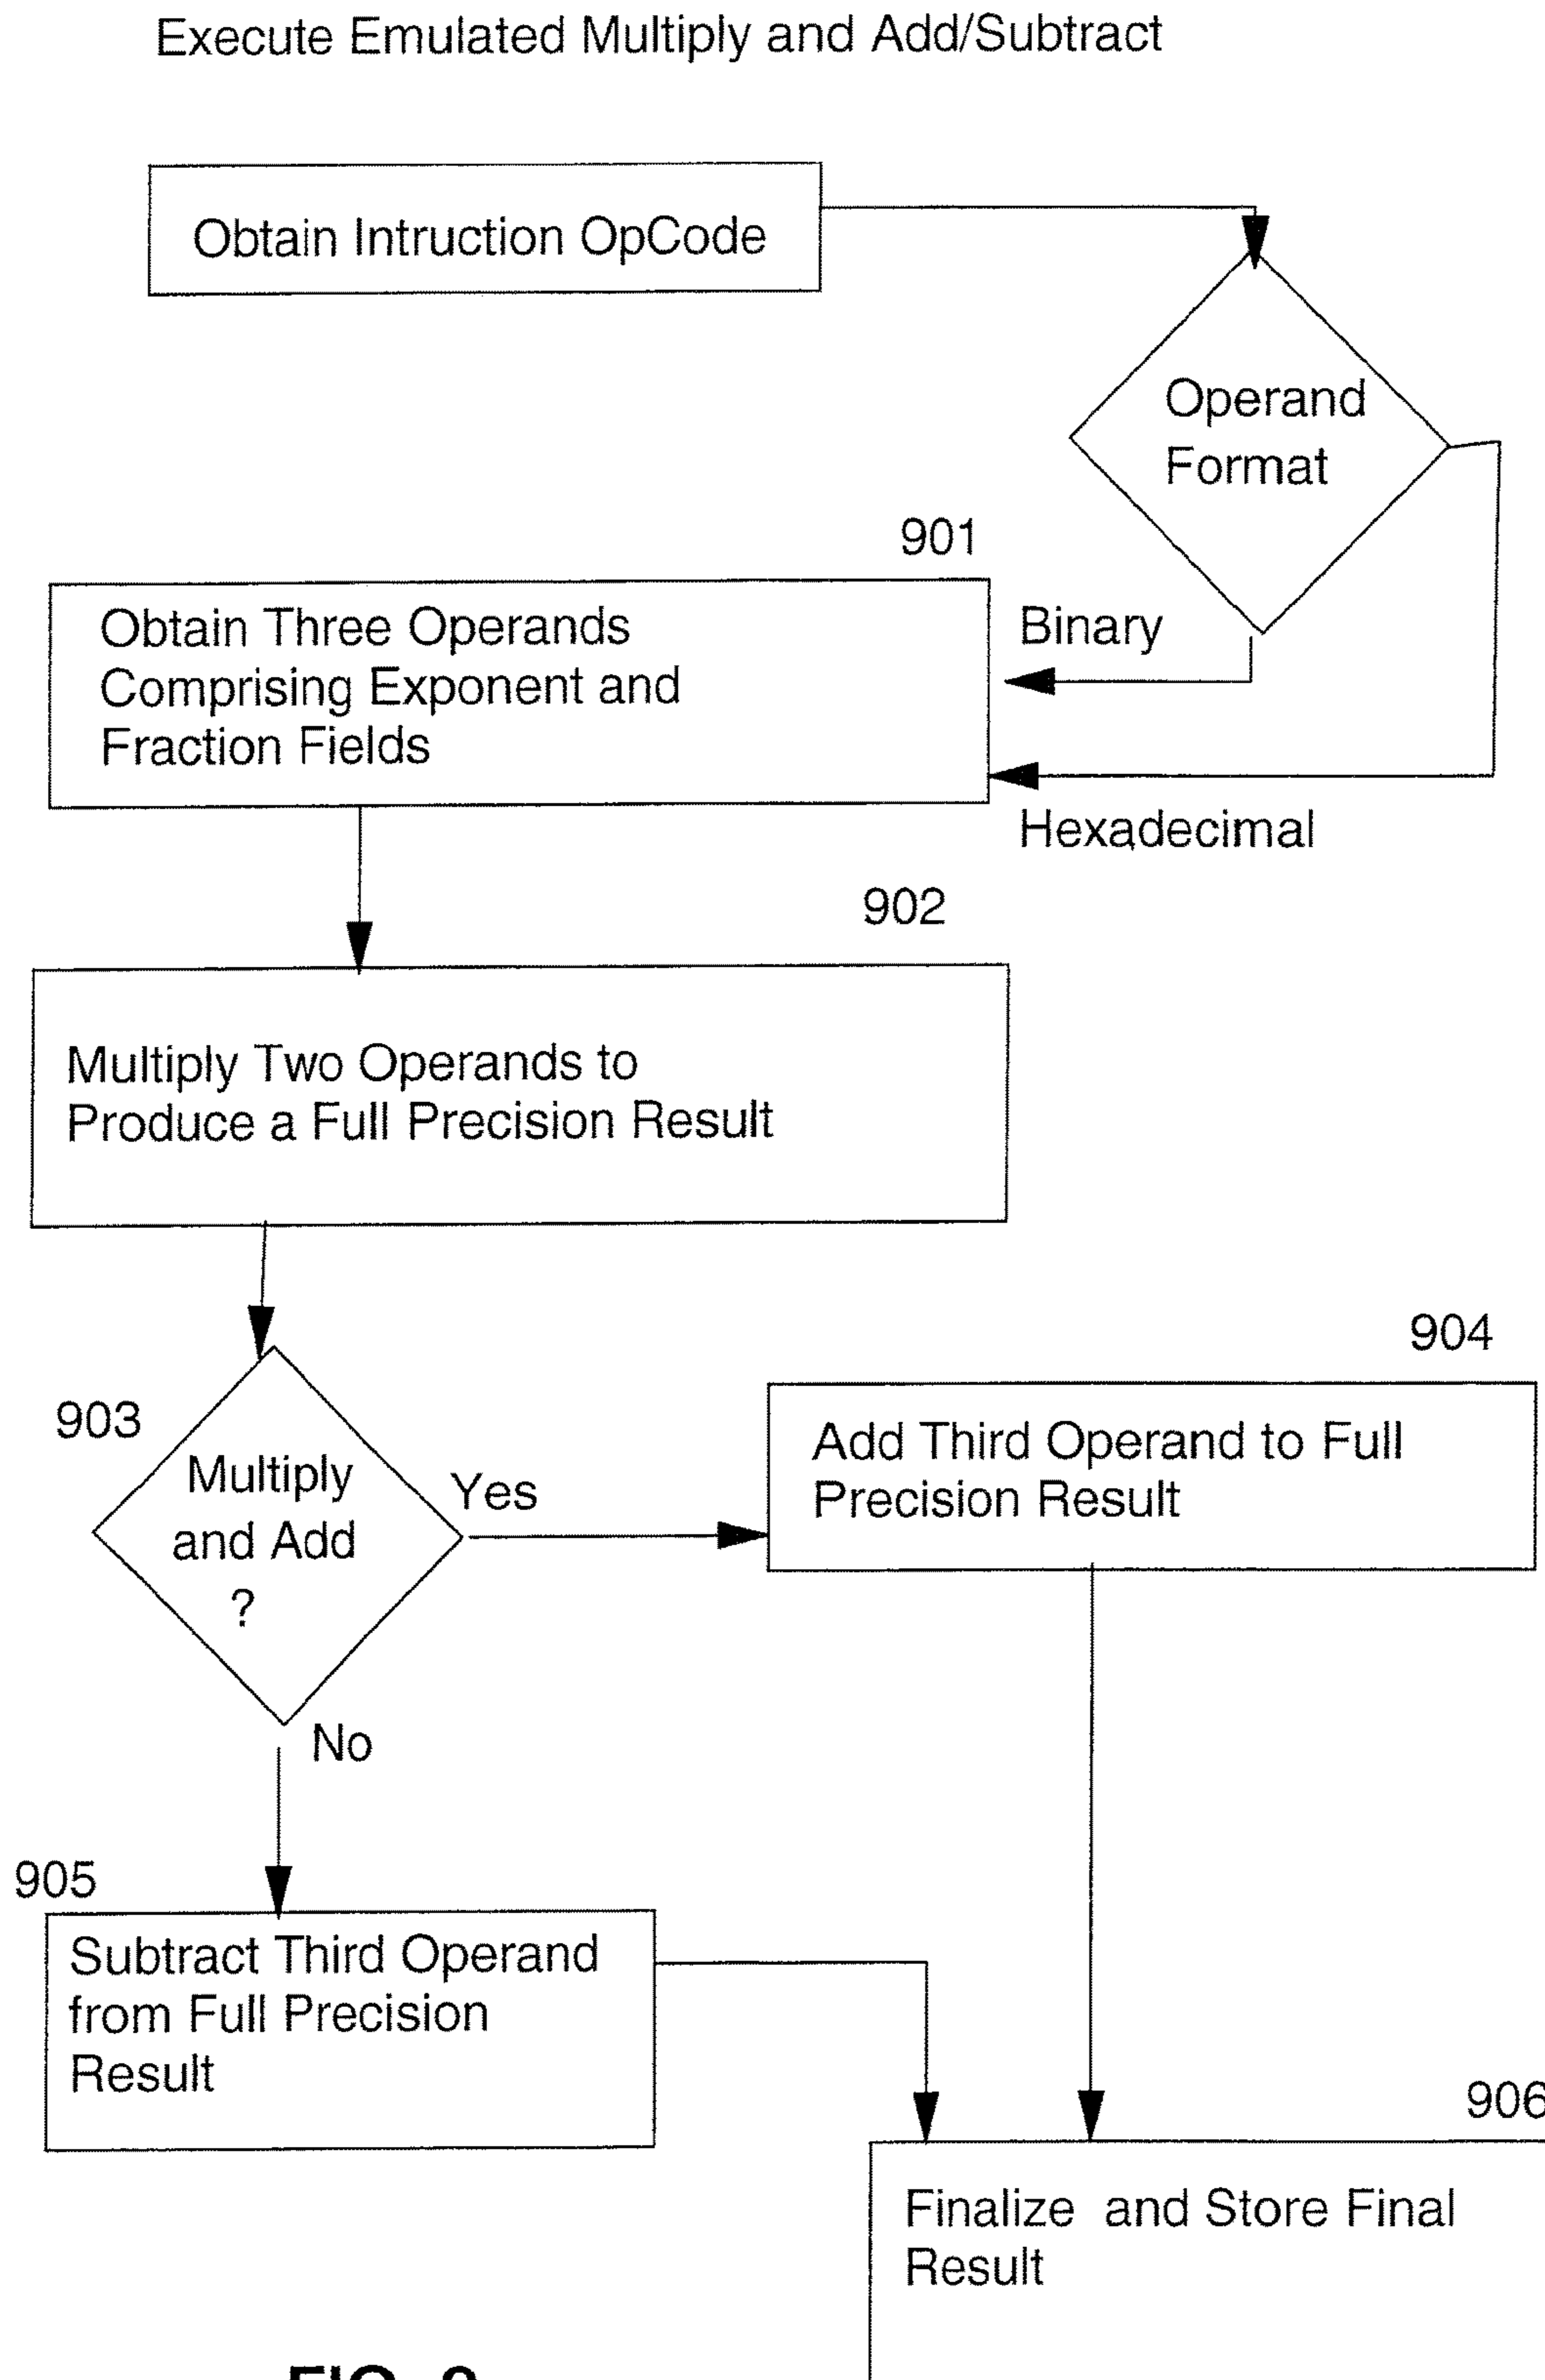 Execute Emulated Multiply and Add/Subtract
Obtain Intruction OpCode
Operand
Format
901
Obtain Three Operands
Comprising Exponent and
Fraction Fields
Binary
Hexadecimal
902
Multiply Two Operands to
Produce a Full Precision Result
903
Multiply
and Add
?
Yes
904
Add Third Operand to Full
Precision Result
No
905
Subtract Third Operand
from Full Precision
Result
906
Finalize and Store Final
Result
FIG.